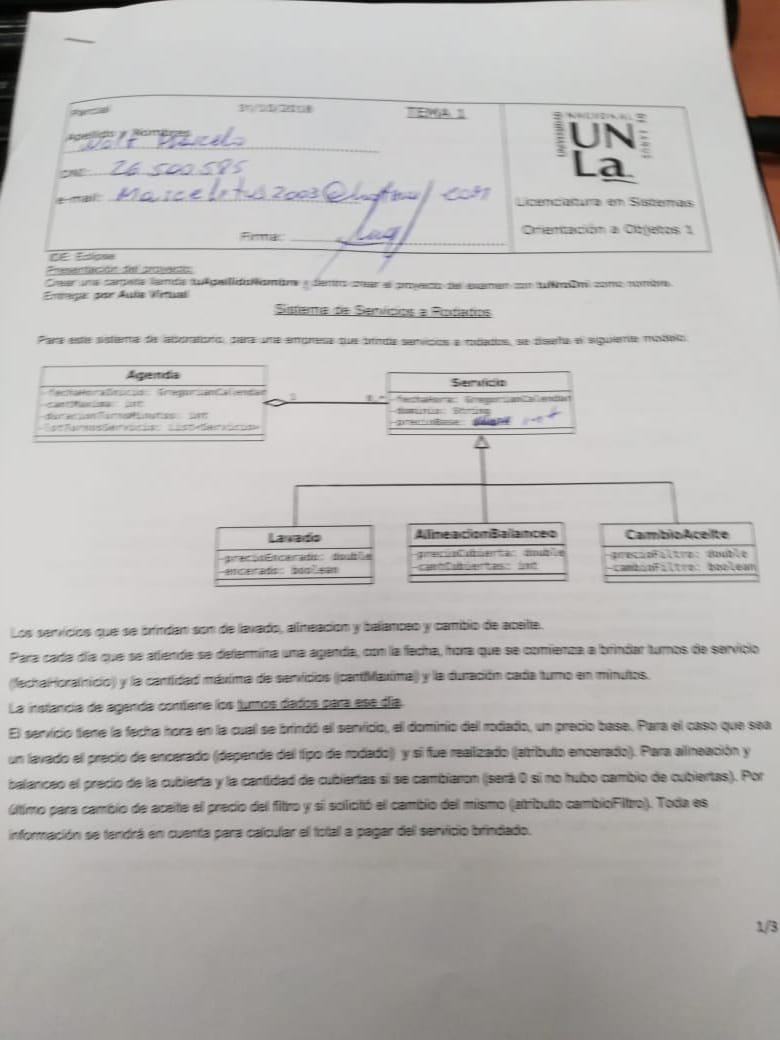 Parcial
31/10/2018
TEMA 1
Apellido y Nombres
Marcelo
DNI: 26.500.585
e-mail: Marcelitus2003@hotmail.com
Firma:
UNIVERSIDAD NACIONAL DE LANUS
UN
La
Licenciatura en Sistemas
Orientación a Objetos 1
IDE: Eclipse
Presentación del proyecto:
Crear una carpeta llamda tuApellidoNombre y dentro crear el proyecto del examen con tuNroDni como nombre.
Entrega: por Aula Virtual
Sistema de Servicios a Rodados
Para este sistema de laboratorio, para una empresa que brinda servicios a rodados, se diseña el siguiente modelo:
Agenda
-fechaHoraInicio: GregorianCalendar
-cantMaxima: int
-duracionTurnoMinutos: int
-lstTurnosServicios: List<Servicios>
1
0..*
Servicio
-fechaHora: GregorianCalendar
-dominio: String
-precioBase: int
Lavado
-precioEncerado: double
-encerado: boolean
AlineacionBalanceo
-precioCubierta: double
-cantCubiertas: int
CambioAceite
-precioFiltro: double
-cambioFiltro: boolean
Los servicios que se brindan son de lavado, alineacion y balanceo y cambio de aceite.
Para cada día que se atiende se determina una agenda, con la fecha, hora que se comienza a brindar turnos de servicio
(fechaHoraInicio) y la cantidad máxima de servicios (cantMaxima) y la duración cada turno en minutos.
La instancia de agenda contiene los turnos dados para ese día.
El servicio tiene la fecha hora en la cual se brindó el servicio, el dominio del rodado, un precio base. Para el caso que sea
un lavado el precio de encerado (depende del tipo de rodado) y si fue realizado (atributo encerado). Para alineación y
balanceo el precio de la cubierta y la cantidad de cubiertas si se cambiaron (será 0 si no hubo cambio de cubiertas). Por
último para cambio de aceite el precio del filtro y si solicitó el cambio del mismo (atributo cambioFiltro). Toda es
información se tendrá en cuenta para calcular el total a pagar del servicio brindado.
1/3